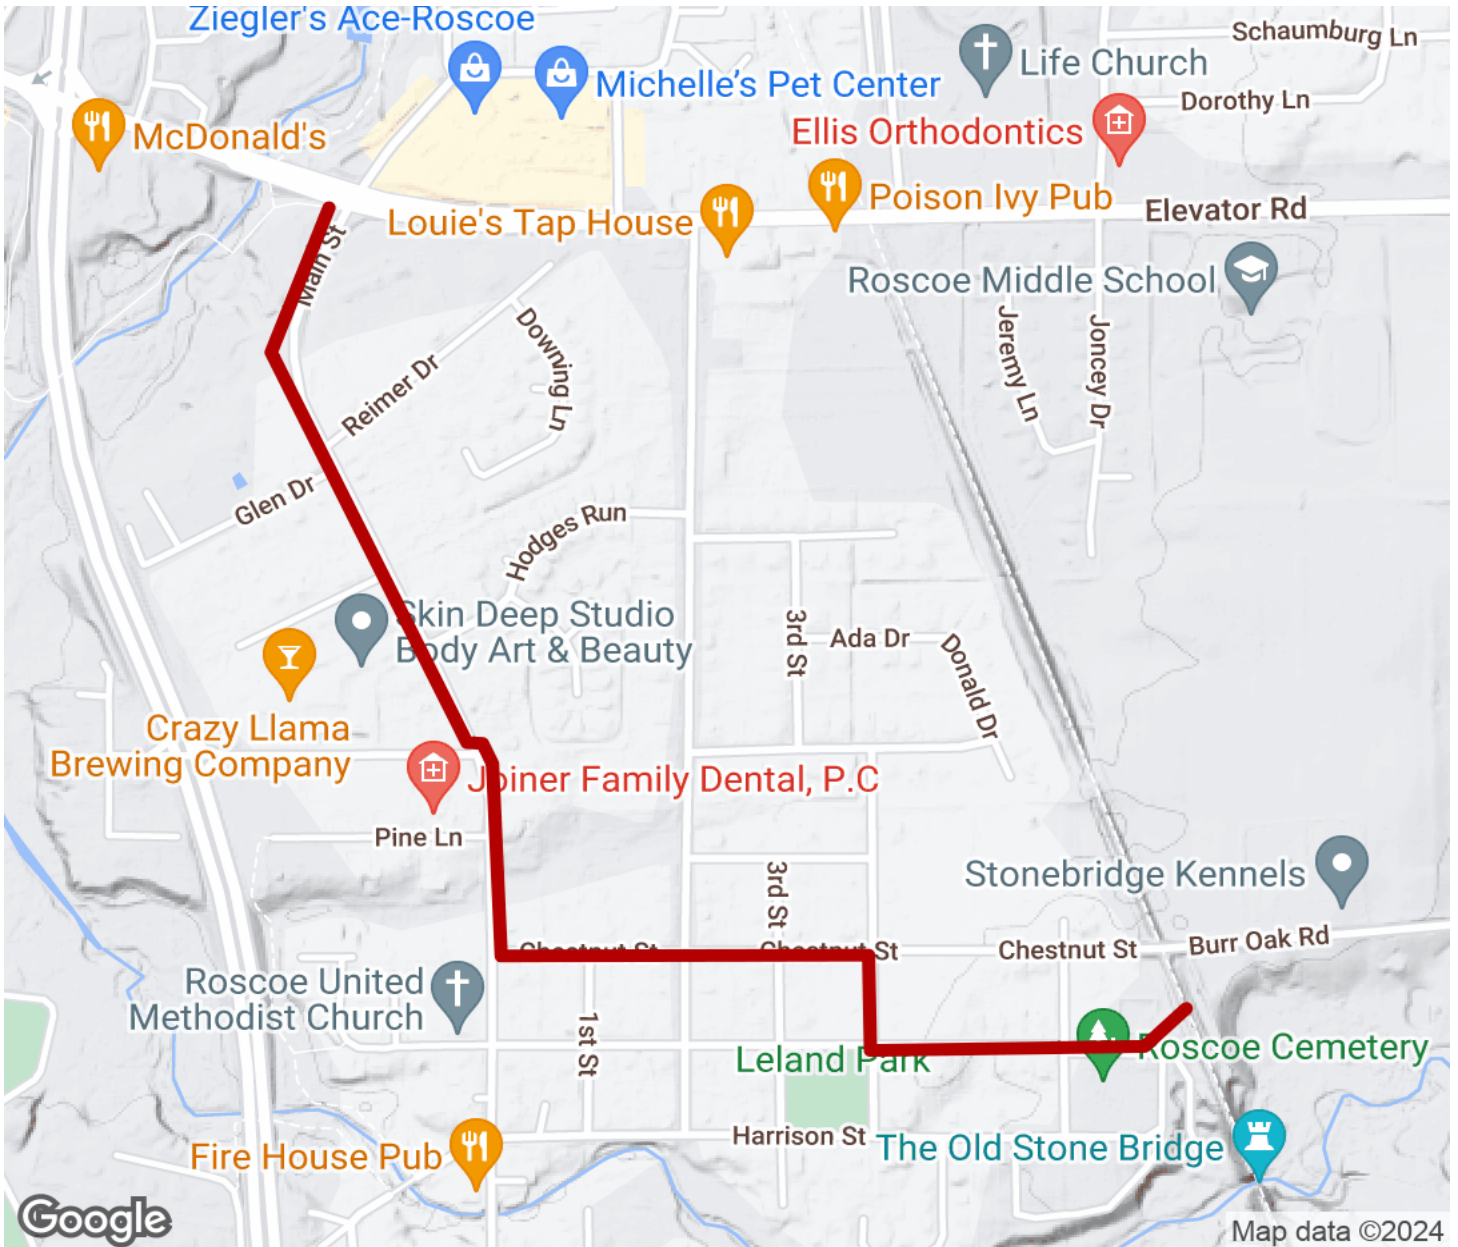 Ziegler's Ace-Roscoe
Schaumburg Ln
Life Church
Michelle's Pet Center
Dorothy Ln
McDonald's
Ellis Orthodontics
Poison Ivy Pub
Elevator Rd
Louie's Tap House
Main St
Roscoe Middle School
Downing Ln
Jeremy Ln
Joncey Dr
Reimer Dr
Glen Dr
Hodges Run
Skin Deep Studio
Body Art & Beauty
3rd St
Ada Dr
Donald Dr
Crazy Llama
Brewing Company
Joiner Family Dental, P.C
Pine Ln
3rd St
Stonebridge Kennels
Chestnut St
Chestnut St
Chestnut St
Burr Oak Rd
Roscoe United
Methodist Church
1st St
Leland Park
Roscoe Cemetery
Harrison St
The Old Stone Bridge
Fire House Pub
Google
Map data ©2024